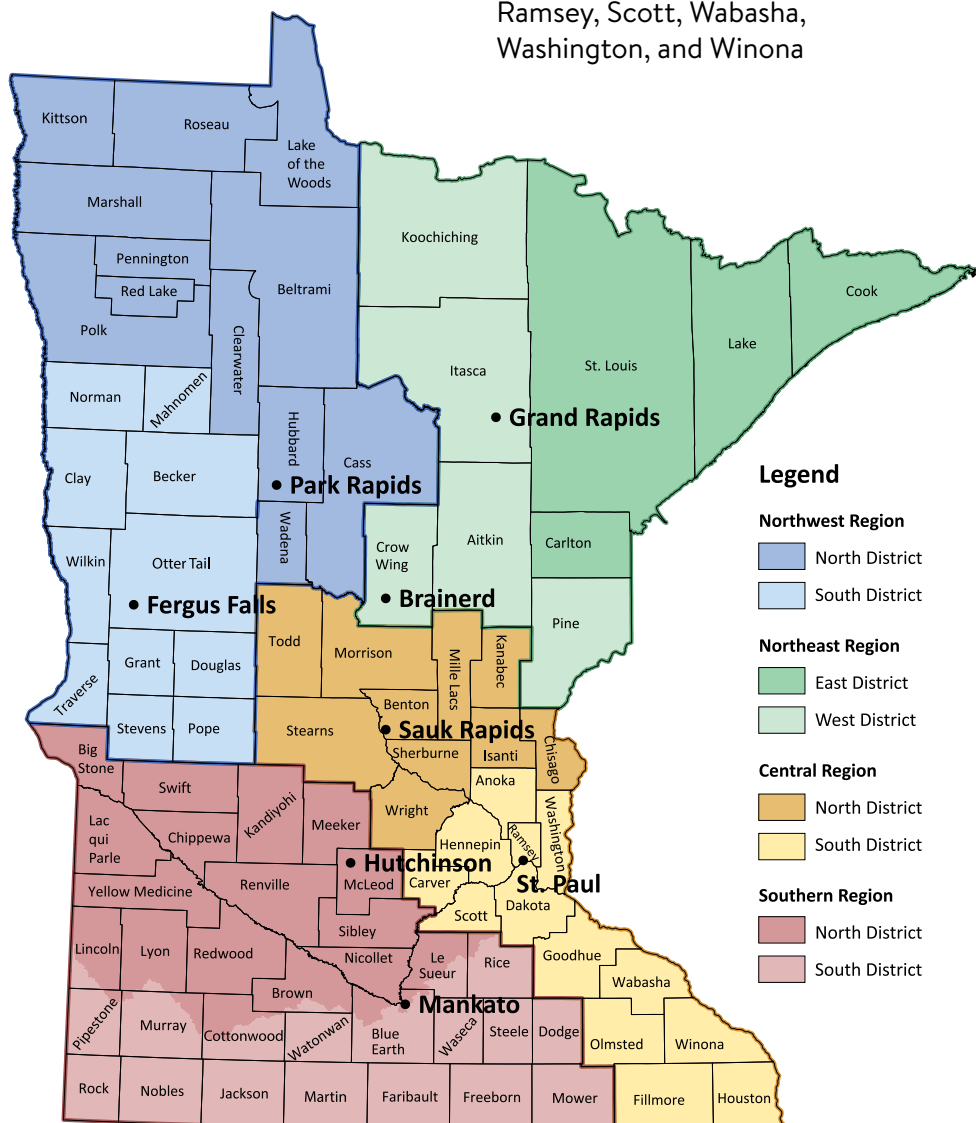 Ramsey, Scott, Wabasha,
Washington, and Winona
Kittson
Roseau
Lake
of the
Woods
Marshall
Koochiching
Pennington
Red Lake
Beltrami
Cook
Polk
Clearwater
Lake
St. Louis
Itasca
Norman
Mahnomen
Grand Rapids
Hubbard
Cass
Clay
Becker
Park Rapids
Wadena
Crow
Wing
Aitkin
Carlton
Wilkin
Otter Tail
Fergus Falls
Brainerd
Pine
Todd
Morrison
Mille Lacs
Kanabec
Grant
Douglas
Traverse
Benton
Stevens
Pope
Stearns
Sauk Rapids
Sherburne
Isanti
Chisago
Big
Stone
Swift
Kandiyohi
Anoka
Wright
Meeker
Washington
Lac
qui
Parle
Chippewa
Hennepin
Ramsey
Hutchinson
St. Paul
McLeod
Carver
Yellow Medicine
Renville
Dakota
Scott
Sibley
Lincoln
Lyon
Redwood
Nicollet
Le
Sueur
Rice
Goodhue
Wabasha
Brown
Mankato
Pipestone
Murray
Cottonwood
Watonwan
Blue
Earth
Waseca
Steele
Dodge
Olmsted
Winona
Rock
Nobles
Jackson
Martin
Faribault
Freeborn
Mower
Fillmore
Houston
Legend
Northwest Region
North District
South District
Northeast Region
East District
West District
Central Region
North District
South District
Southern Region
North District
South District